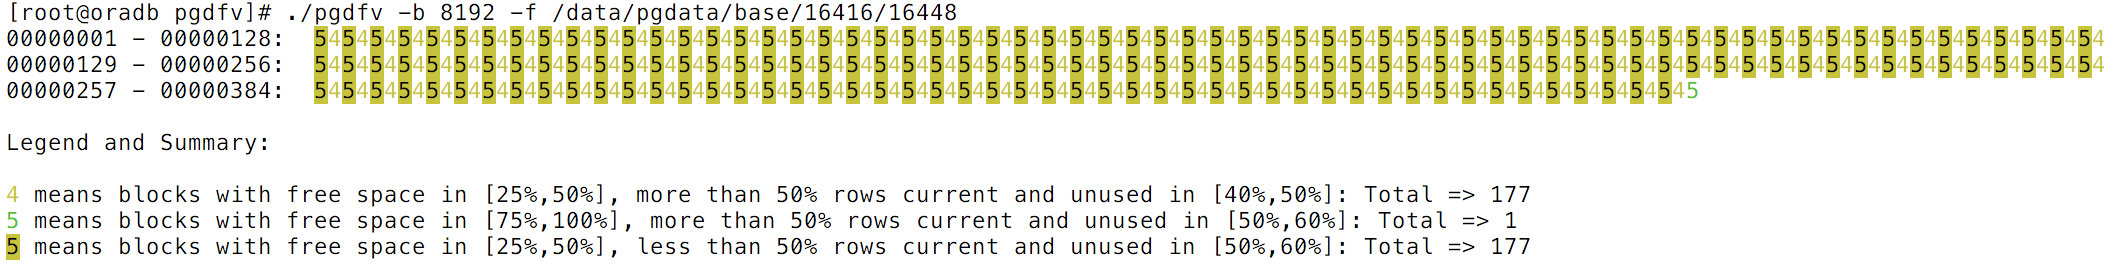 [root@oradb pgdfv]# ./pgdfv -b 8192 -f /data/pgdata/base/16416/16448
00000001 - 00000128:  54545454545454545454545454545454545454545454545454545454545454545454545454545454545454545454545454545454545454545454545454545454
00000129 - 00000256:  54545454545454545454545454545454545454545454545454545454545454545454545454545454545454545454545454545454545454545454545454545454
00000257 - 00000384:  545454545454545454545454545454545454545454545454545454545454545454545454545454545454545454545454545
Legend and Summary:
4 means blocks with free space in [25%,50%], more than 50% rows current and unused in [40%,50%]: Total => 177
5 means blocks with free space in [75%,100%], more than 50% rows current and unused in [50%,60%]: Total => 1
5 means blocks with free space in [25%,50%], less than 50% rows current and unused in [50%,60%]: Total => 177